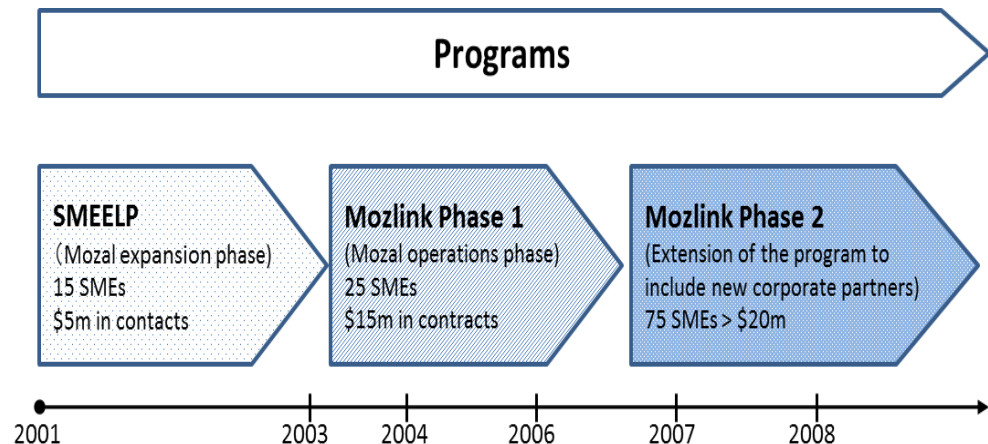 Programs
SMEELP
（Mozal expansion phase)
15 SMEs
$5m in contacts
Mozlink Phase 1
(Mozal operations phase)
25 SMEs
$15m in contracts
Mozlink Phase 2
(Extension of the program to
include new corporate partners)
75 SMEs > $20m
2001 2003 2004 2006 2007 2008